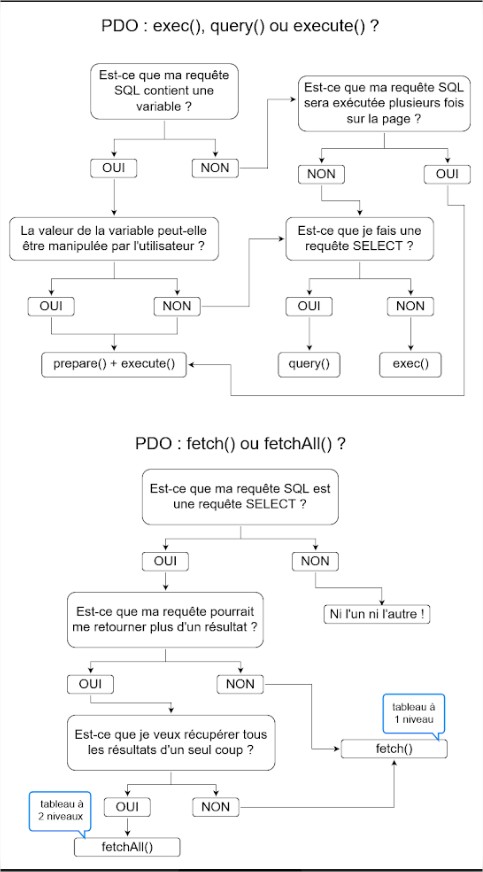 PDO : exec(), query() ou execute() ?
Est-ce que ma requête
SQL contient une
variable ?
Est-ce que ma requête SQL
sera exécutée plusieurs fois
sur la page ?
OUI
NON
NON
OUI
La valeur de la variable peut-elle
être manipulée par l'utilisateur ?
Est-ce que je fais une
requête SELECT ?
OUI
NON
OUI
NON
prepare() + execute()
query()
exec()
PDO : fetch() ou fetchAll() ?
Est-ce que ma requête SQL est
une requête SELECT ?
OUI
NON
Est-ce que ma requête pourrait
me retourner plus d'un résultat ?
Ni l'un ni l'autre !
OUI
NON
tableau à
1 niveau
Est-ce que je veux récupérer tous
les résultats d'un seul coup ?
fetch()
tableau à
2 niveaux
OUI
NON
fetchAll()